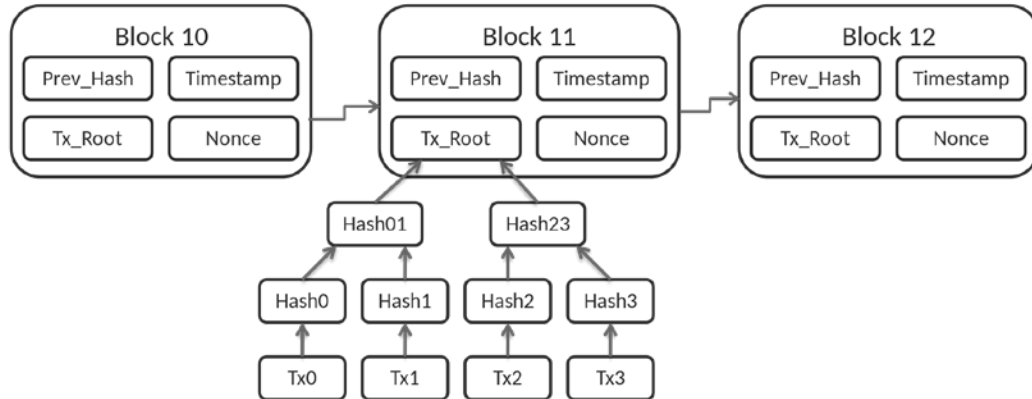 Block 10
Block 11
Block 12
Prev_Hash Timestamp
Prev_Hash Timestamp
Prev_Hash Timestamp
Tx_Root Nonce
Tx_Root Nonce
Tx_Root Nonce
Hash01 Hash23
Hash0 Hash1 Hash2 Hash3
Tx0 Tx1 Tx2 Tx3